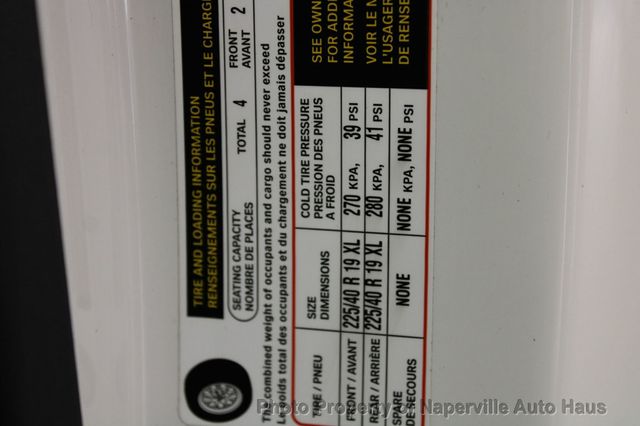 TIRE AND LOADING INFORMATION
RENSEIGNEMENTS SUR LES PNEUS ET LE CHARG
SEATING CAPACITY
NOMBRE DE PLACES
TOTAL 4
FRONT
AVANT 2
The combined weight of occupants and cargo should never exceed
Le poids total des occupants et du chargement ne doit jamais dépasser
TIRE / PNEU
SIZE
DIMENSIONS
COLD TIRE PRESSURE
PRESSION DES PNEUS
A FROID
SEE OWN
FOR ADDI
INFORMA
VOIR LE M
L'USAGER
DE RENSE
FRONT / AVANT 225/40 R 19 XL 270 KPA, 39 PSI
REAR / ARRIÈRE 225/40 R 19 XL 280 KPA, 41 PSI
SPARE
DE SECOURS
NONE NONE KPA, NONE PSI
Photo Property of Naperville Auto Haus